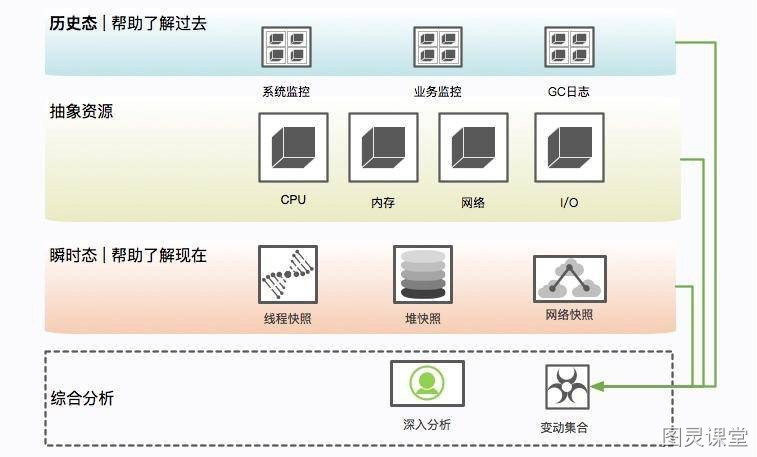 历史态 | 帮助了解过去
系统监控
业务监控
GC日志
抽象资源
CPU
内存
网络
I/O
瞬时态 | 帮助了解现在
线程快照
堆快照
网络快照
综合分析
深入分析
变动集合
图灵课堂